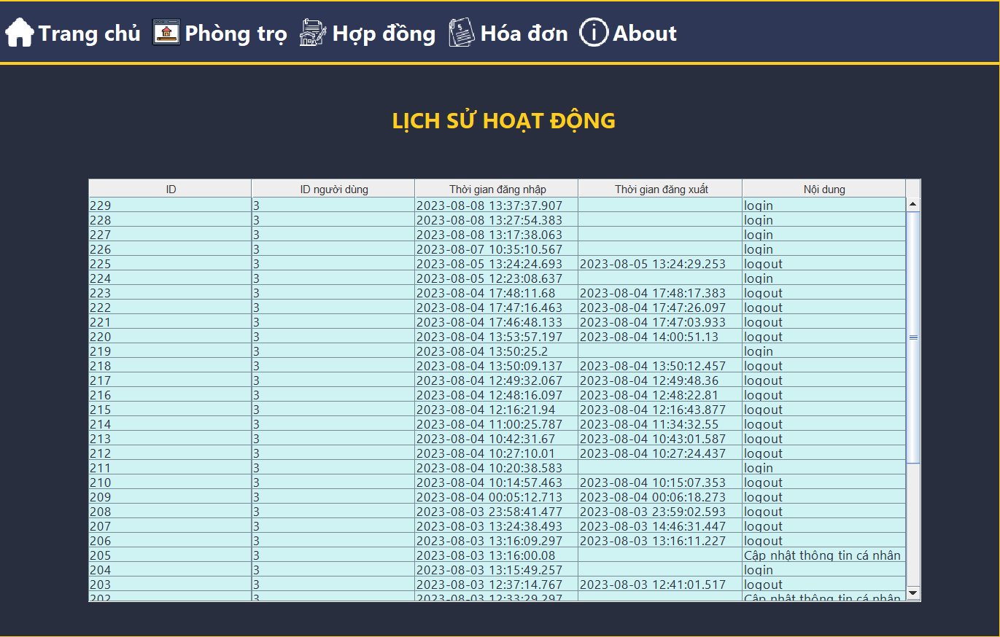 Trang chủ Phòng trọ Hợp đồng Hóa đơn About
LỊCH SỬ HOẠT ĐỘNG
ID ID người dùng Thời gian đăng nhập Thời gian đăng xuất Nội dung
229 3 2023-08-08 13:37:37.907 login
228 3 2023-08-08 13:27:54.383 login
227 3 2023-08-08 13:17:38.063 login
226 3 2023-08-07 10:35:10.567 login
225 3 2023-08-05 13:24:24.693 2023-08-05 13:24:29.253 logout
224 3 2023-08-05 12:23:08.637 login
223 3 2023-08-04 17:48:11.68 2023-08-04 17:48:17.383 logout
222 3 2023-08-04 17:47:16.463 2023-08-04 17:47:26.097 logout
221 3 2023-08-04 17:46:48.133 2023-08-04 17:47:03.933 logout
220 3 2023-08-04 13:53:57.197 2023-08-04 14:00:51.13 logout
219 3 2023-08-04 13:50:25.2 login
218 3 2023-08-04 13:50:09.137 2023-08-04 13:50:12.457 logout
217 3 2023-08-04 12:49:32.067 2023-08-04 12:49:48.36 logout
216 3 2023-08-04 12:48:16.097 2023-08-04 12:48:22.81 logout
215 3 2023-08-04 12:16:21.94 2023-08-04 12:16:43.877 logout
214 3 2023-08-04 11:00:25.787 2023-08-04 11:34:32.55 logout
213 3 2023-08-04 10:42:31.67 2023-08-04 10:43:01.587 logout
212 3 2023-08-04 10:27:10.01 2023-08-04 10:27:24.437 logout
211 3 2023-08-04 10:20:38.583 login
210 3 2023-08-04 10:14:57.463 2023-08-04 10:15:07.353 logout
209 3 2023-08-04 00:05:12.713 2023-08-04 00:06:18.273 logout
208 3 2023-08-03 23:58:41.477 2023-08-03 23:59:02.593 logout
207 3 2023-08-03 13:24:38.493 2023-08-03 14:46:31.447 logout
206 3 2023-08-03 13:16:09.297 2023-08-03 13:16:11.227 logout
205 3 2023-08-03 13:16:00.08 Cập nhật thông tin cá nhân
204 3 2023-08-03 13:15:49.257 login
203 3 2023-08-03 12:37:14.767 2023-08-03 12:41:01.517 logout
202 3 2023-08-03 12:33:29.297 Cập nhật thông tin cá nhân